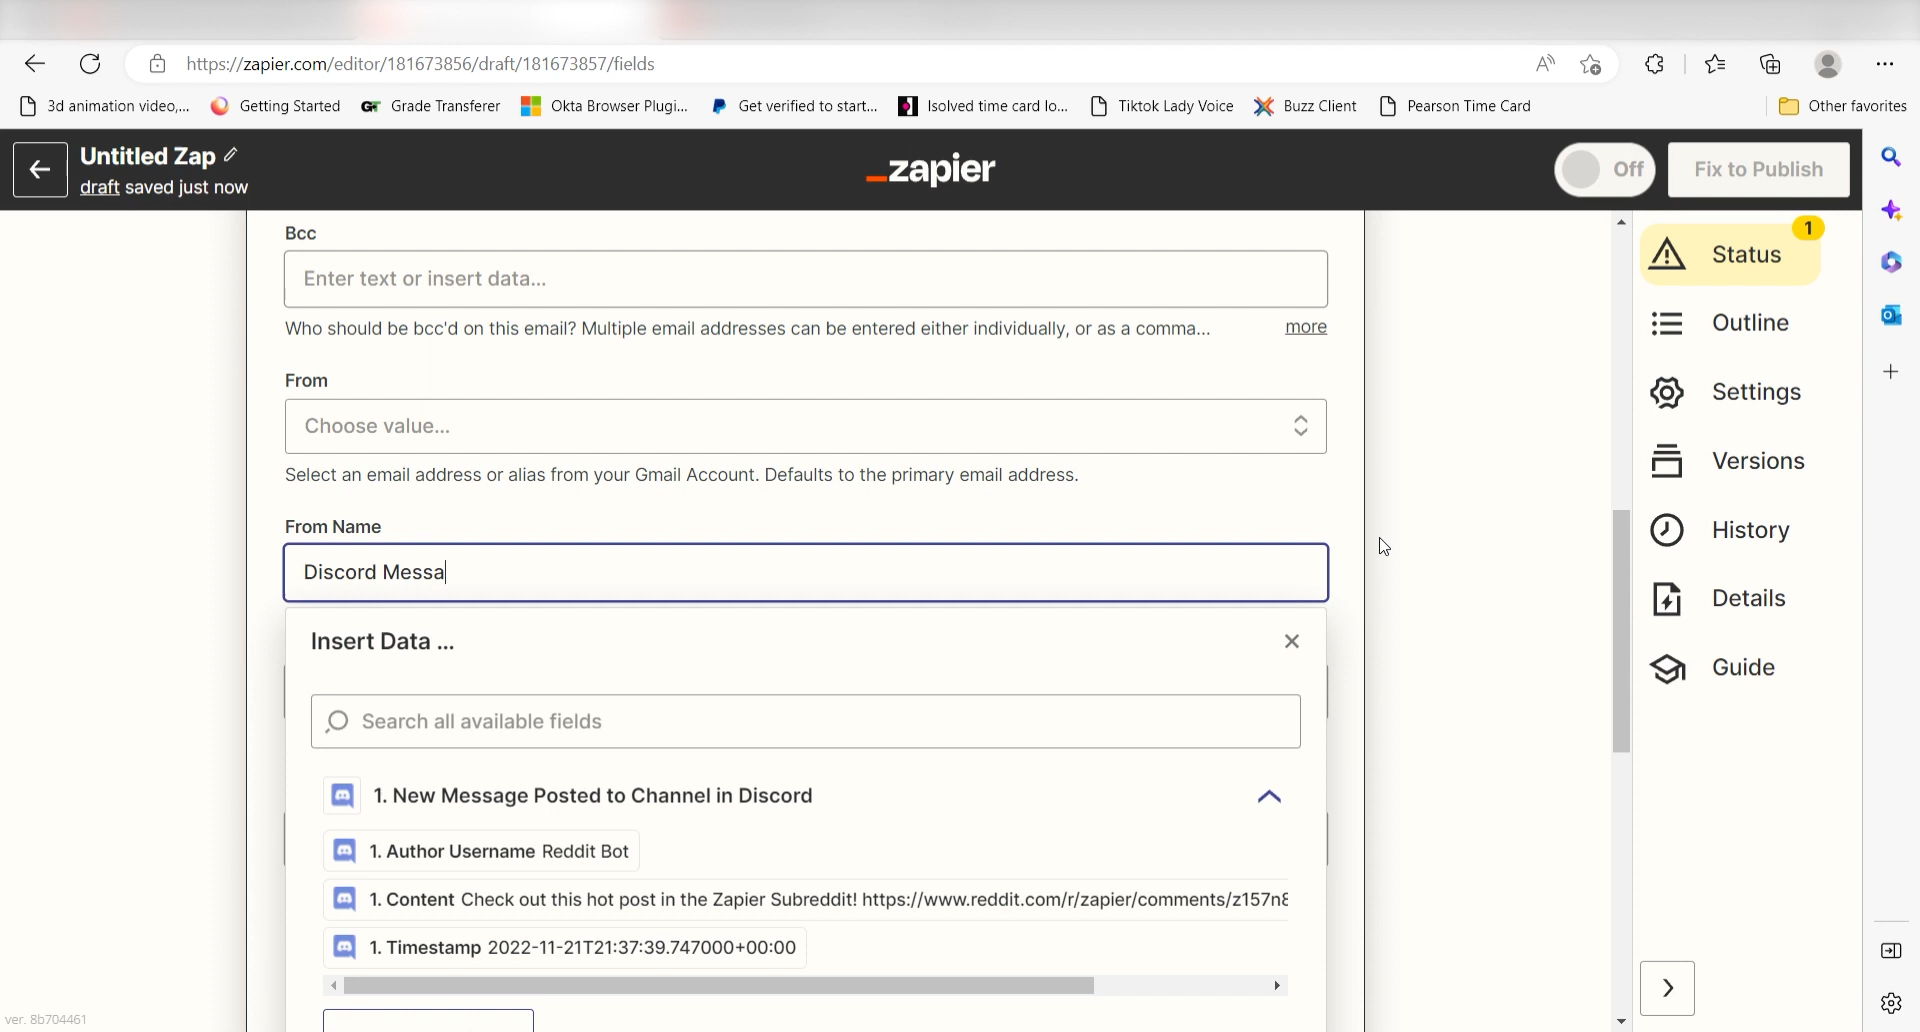 https://zapier.com/editor/181673856/draft/181673857/fields
3d animation video,... Getting Started GT Grade Transferer Okta Browser Plugi... Get verified to start... Isolved time card lo... Tiktok Lady Voice Buzz Client Pearson Time Card Other favorites
Untitled Zap
draft saved just now
_zapier
Off
Fix to Publish
Bcc
Enter text or insert data...
Who should be bcc'd on this email? Multiple email addresses can be entered either individually, or as a comma... more
From
Choose value...
Select an email address or alias from your Gmail Account. Defaults to the primary email address.
From Name
Discord Messa
Insert Data ...
Search all available fields
1. New Message Posted to Channel in Discord
1. Author Username Reddit Bot
1. Content Check out this hot post in the Zapier Subreddit! https://www.reddit.com/r/zapier/comments/z157n8
1. Timestamp 2022-11-21T21:37:39.747000+00:00
1
Status
Outline
Settings
Versions
History
Details
Guide
ver. 8b704461